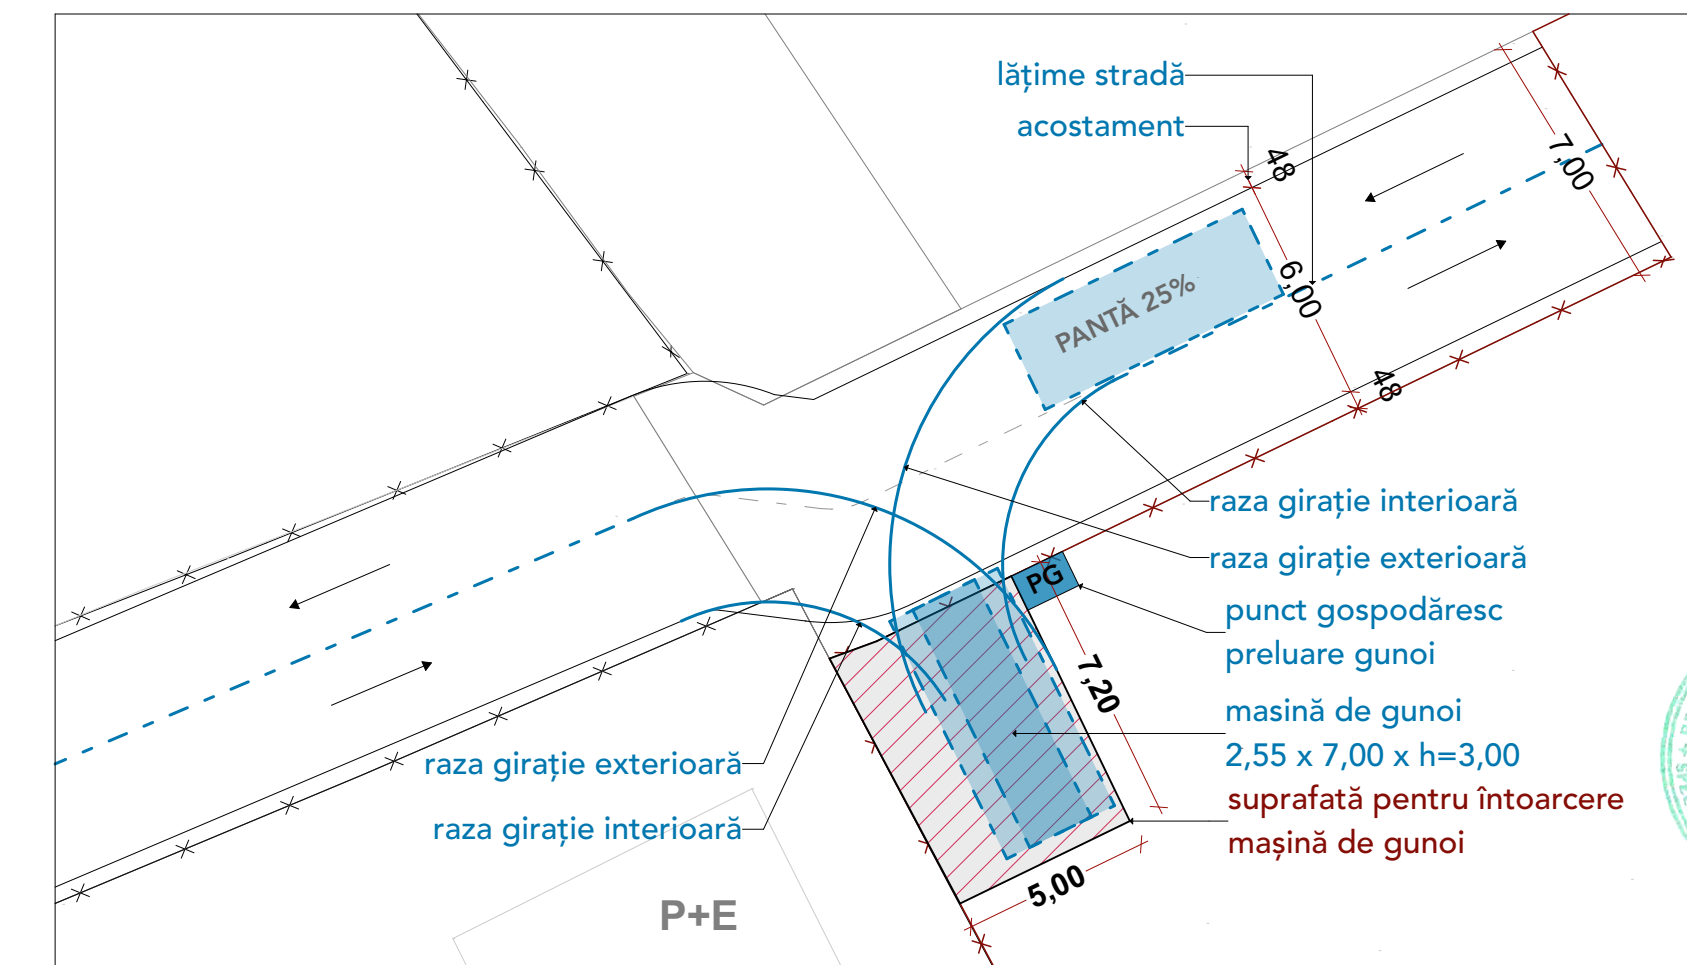 lățime stradă
acostament
48
7,00
6,00
PANTĂ 25%
48
raza girație interioară
raza girație exterioară
PG
punct gospodăresc
preluare gunoi
7,20
masină de gunoi
2,55 x 7,00 x h=3,00
raza girație exterioară
suprafată pentru întoarcere
raza girație interioară
mașină de gunoi
5,00
P+E